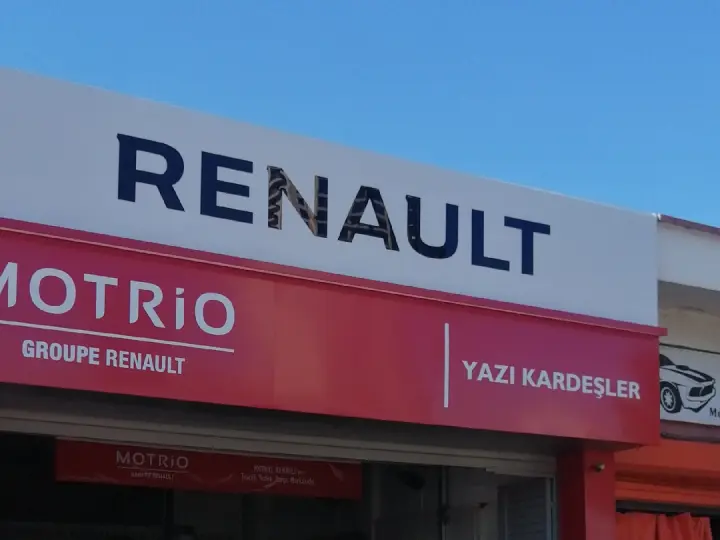 RENAULT
MOTRiO
GROUPE RENAULT
YAZI KARDEŞLER
MOTRiO